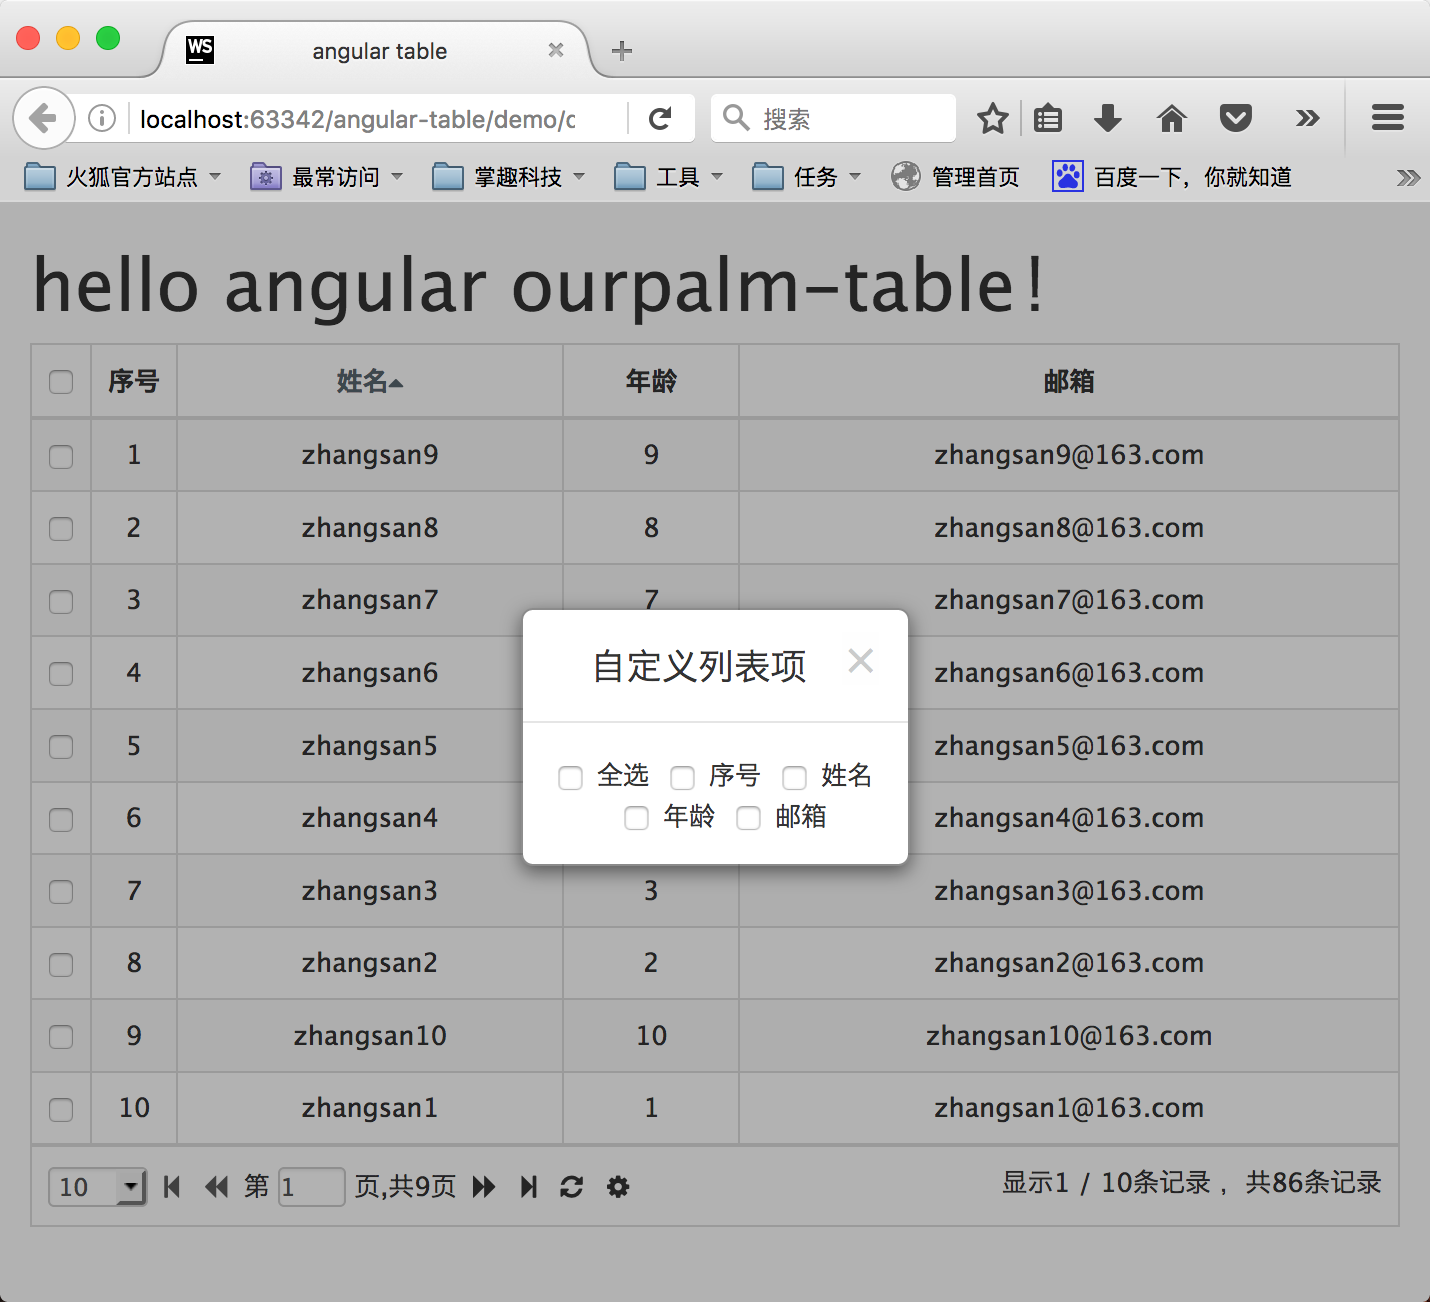 WS angular table
localhost:63342/angular-table/demo/c 搜索
火狐官方站点 最常访问 掌趣科技 工具 任务 管理首页 百度一下，你就知道
hello angular ourpalm-table!
序号 姓名 年龄 邮箱
1 zhangsan9 9 zhangsan9@163.com
2 zhangsan8 8 zhangsan8@163.com
3 zhangsan7 7 zhangsan7@163.com
4 zhangsan6 zhangsan6@163.com
5 zhangsan5 zhangsan5@163.com
6 zhangsan4 zhangsan4@163.com
7 zhangsan3 3 zhangsan3@163.com
8 zhangsan2 2 zhangsan2@163.com
9 zhangsan10 10 zhangsan10@163.com
10 zhangsan1 1 zhangsan1@163.com
自定义列表项
全选 序号 姓名
年龄 邮箱
10 第 1 页,共9页 显示1 / 10条记录 ，共86条记录